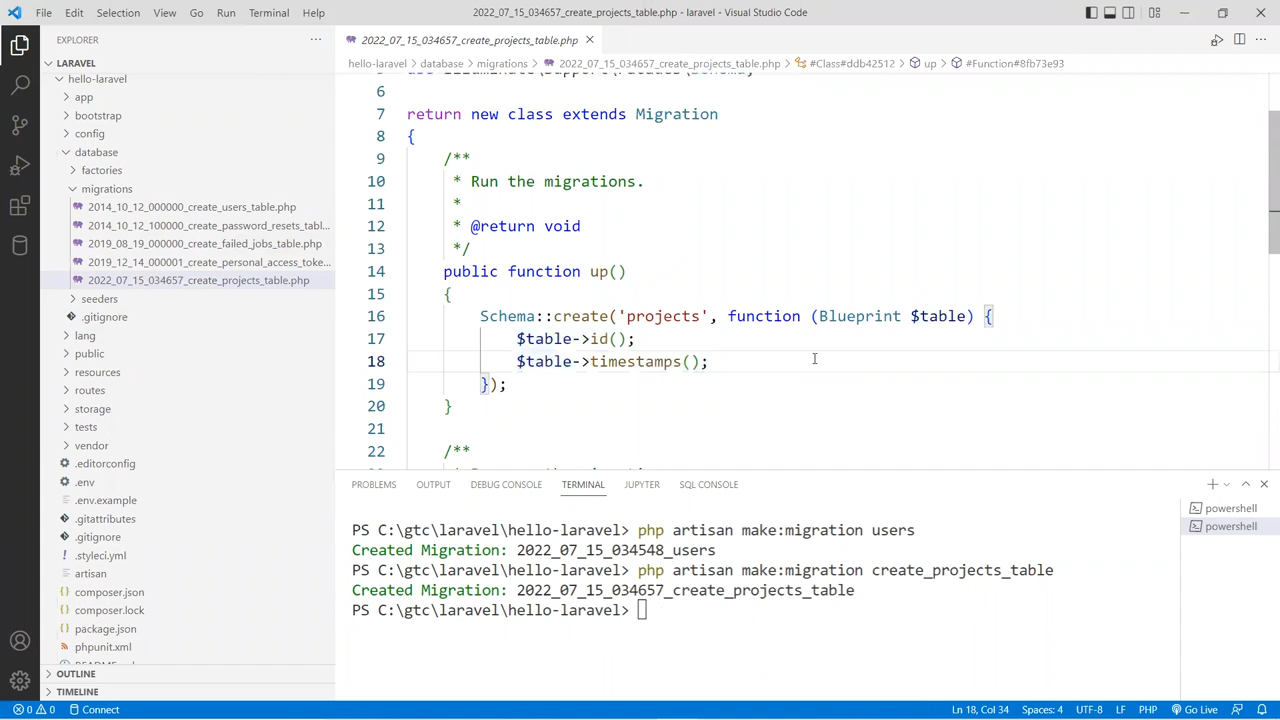 File Edit Selection View Go Run Terminal Help
2022_07_15_034657_create_projects_table.php - laravel - Visual Studio Code
EXPLORER
LARAVEL
hello-laravel
app
bootstrap
config
database
factories
migrations
2014_10_12_000000_create_users_table.php
2014_10_12_100000_create_password_resets_tabl...
2019_08_19_000000_create_failed_jobs_table.php
2019_12_14_000001_create_personal_access_toke...
2022_07_15_034657_create_projects_table.php
seeders
.gitignore
lang
public
resources
routes
storage
tests
vendor
.editorconfig
.env
.env.example
.gitattributes
.gitignore
.styleci.yml
artisan
composer.json
composer.lock
package.json
phpunit.xml
OUTLINE
TIMELINE
2022_07_15_034657_create_projects_table.php
hello-laravel > database > migrations > 2022_07_15_034657_create_projects_table.php > #Class#ddb42512 > up > #Function#8fb73e93
6
7 return new class extends Migration
8 {
9 /**
10 * Run the migrations.
11 *
12 * @return void
13 */
14 public function up()
15 {
16 Schema::create('projects', function (Blueprint $table) {
17 $table->id();
18 $table->timestamps();
19 });
20 }
21
22 /**
PROBLEMS OUTPUT DEBUG CONSOLE TERMINAL JUPYTER SQL CONSOLE
PS C:\gtc\laravel\hello-laravel> php artisan make:migration users
Created Migration: 2022_07_15_034548_users
PS C:\gtc\laravel\hello-laravel> php artisan make:migration create_projects_table
Created Migration: 2022_07_15_034657_create_projects_table
PS C:\gtc\laravel\hello-laravel>
powershell
powershell
0 0 Connect
Ln 18, Col 34 Spaces: 4 UTF-8 LF PHP Go Live